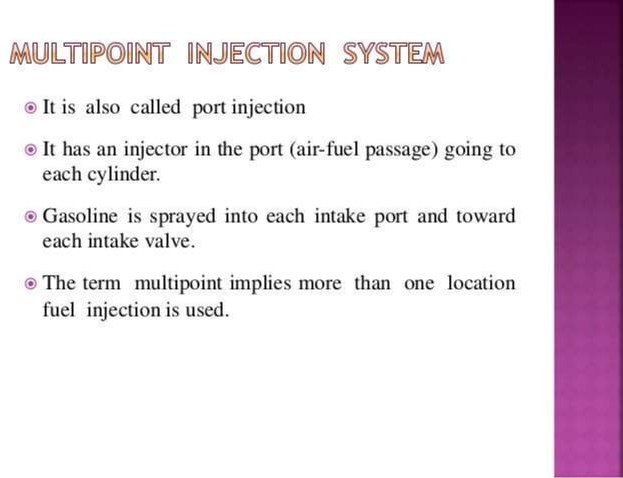 MULTIPOINT INJECTION SYSTEM
It is also called port injection
It has an injector in the port (air-fuel passage) going to
each cylinder.
Gasoline is sprayed into each intake port and toward
each intake valve.
The term multipoint implies more than one location
fuel injection is used.